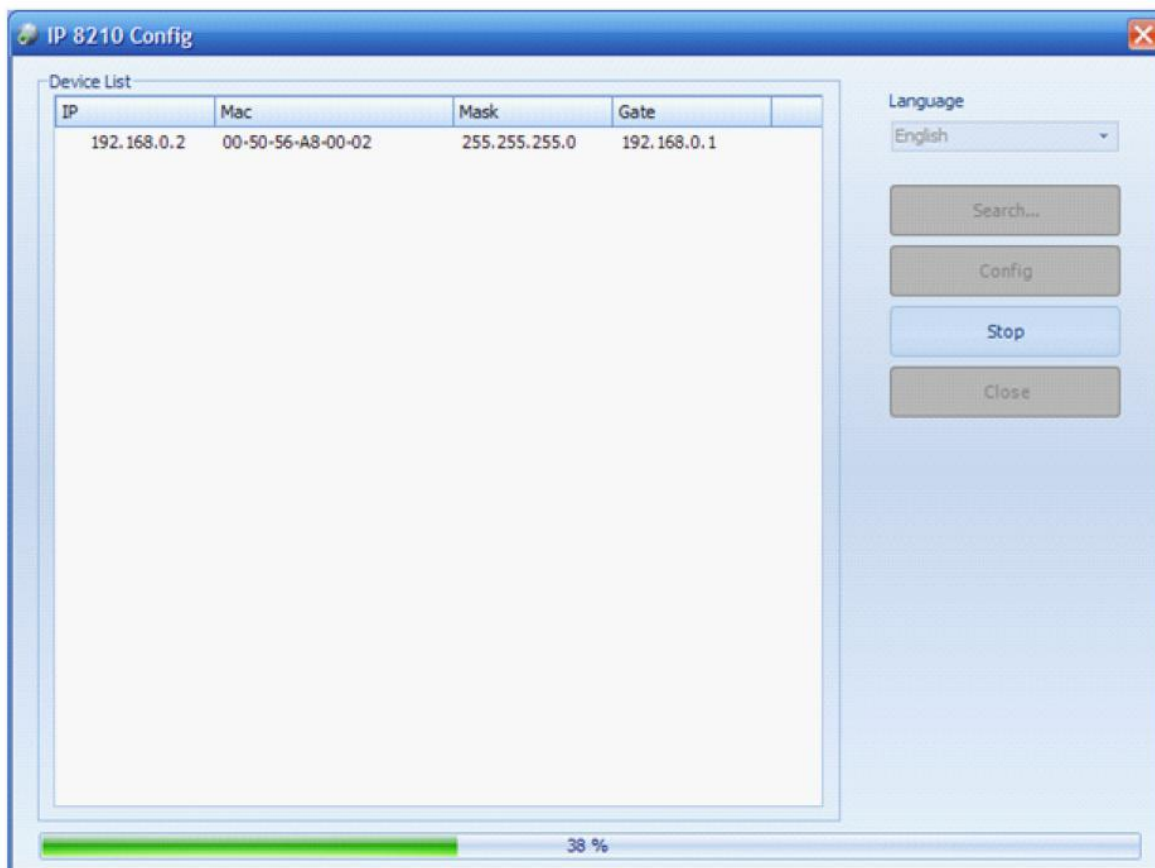 IP 8210 Config
Device List
IP Mac Mask Gate
192.168.0.2 00-50-56-A8-00-02 255.255.255.0 192.168.0.1
Language
English
Search...
Config
Stop
Close
38 %